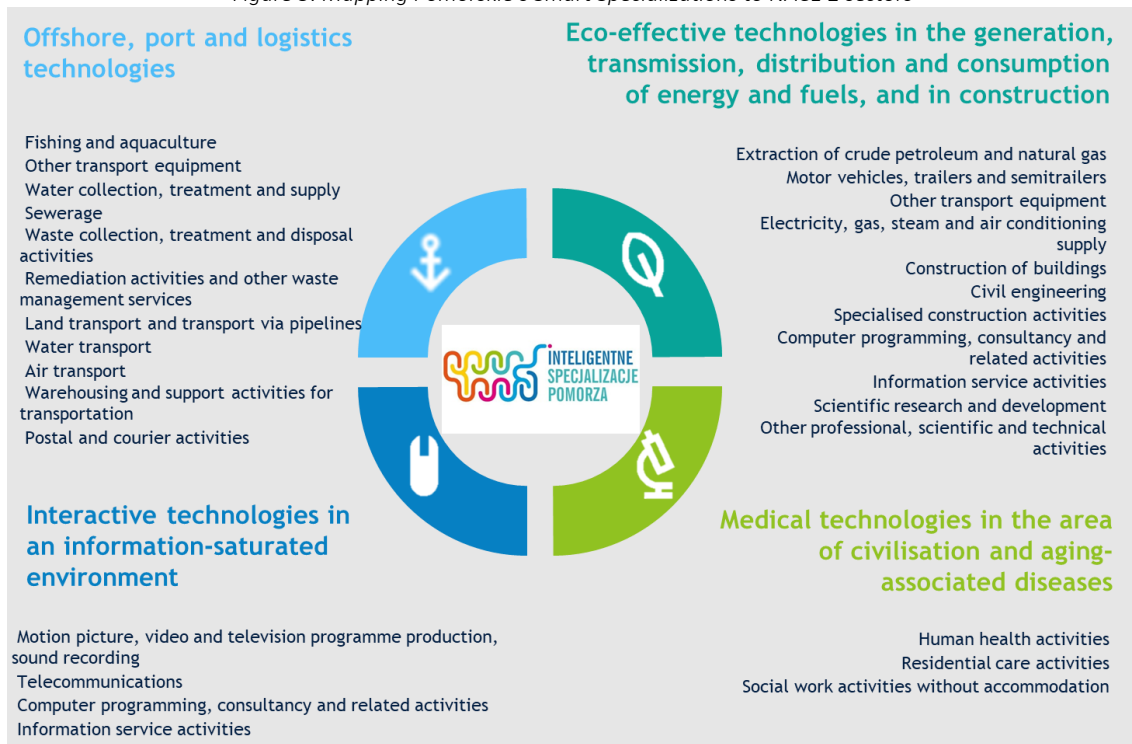 Offshore, port and logistics
technologies
Fishing and aquaculture
Other transport equipment
Water collection, treatment and supply
Sewerage
Waste collection, treatment and disposal
activities
Remediation activities and other waste
management services
Land transport and transport via pipelines
Water transport
Air transport
Warehousing and support activities for
transportation
Postal and courier activities
Eco-effective technologies in the generation,
transmission, distribution and consumption
of energy and fuels, and in construction
Extraction of crude petroleum and natural gas
Motor vehicles, trailers and semitrailers
Other transport equipment
Electricity, gas, steam and air conditioning
supply
Construction of buildings
Civil engineering
Specialised construction activities
Computer programming, consultancy and
related activities
Information service activities
Scientific research and development
Other professional, scientific and technical
activities
INTELIGENTNE
SPECJALIZACJE
POMORZA
Interactive technologies in
an information-saturated
environment
Motion picture, video and television programme production,
sound recording
Telecommunications
Computer programming, consultancy and related activities
Information service activities
Medical technologies in the area
of civilisation and aging-
associated diseases
Human health activities
Residential care activities
Social work activities without accommodation